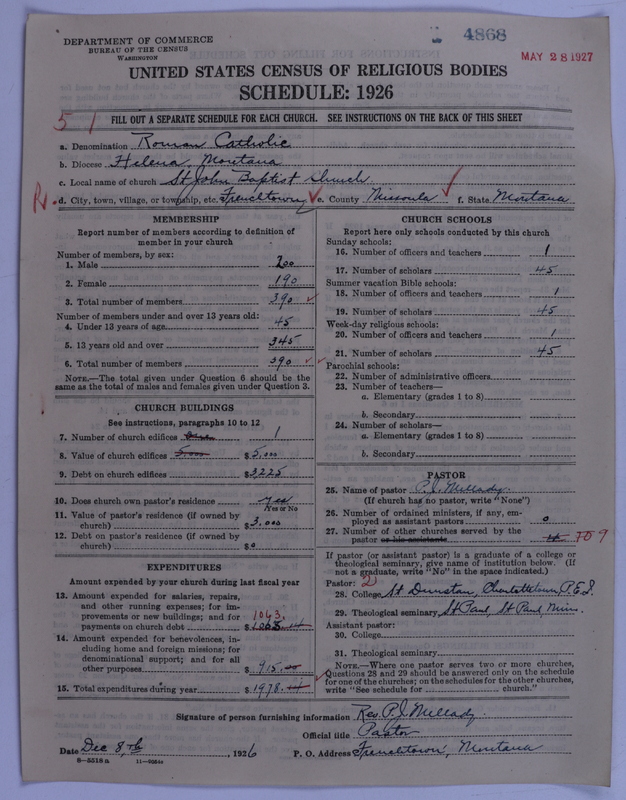 4868
MAY 28 1927
DEPARTMENT OF COMMERCE
BUREAU OF THE CENSUS
WASHINGTON
UNITED STATES CENSUS OF RELIGIOUS BODIES
SCHEDULE: 1926
5 1
FILL OUT A SEPARATE SCHEDULE FOR EACH CHURCH. SEE INSTRUCTIONS ON THE BACK OF THIS SHEET
a. Denomination Roman Catholic
b. Diocese Helena, Montana
c. Local name of church St John Baptist Church
R. d. City, town, village, or township, etc. Frenchtown e. County Missoula f. State Montana
MEMBERSHIP
Report number of members according to definition of
member in your church
Number of members, by sex:
1. Male 200
2. Female 190
3. Total number of members 390
Number of members under and over 13 years old:
4. Under 13 years of age 45
5. 13 years old and over 345
6. Total number of members 390
NOTE.—The total given under Question 6 should be the
same as the total of males and females given under Question 3.
CHURCH BUILDINGS
See instructions, paragraphs 10 to 12
7. Number of church edifices 1
8. Value of church edifices 5.000 $ 5,000
9. Debt on church edifices $ 3225
10. Does church own pastor's residence yes
Yes or No
11. Value of pastor's residence (if owned by
church) $ 3.000
12. Debt on pastor's residence (if owned by
church) $ 0
EXPENDITURES
Amount expended by your church during last fiscal year
13. Amount expended for salaries, repairs,
and other running expenses; for im-
provements or new buildings; and for 1063.
payments on church debt $
14. Amount expended for benevolences, in-
cluding home and foreign missions; for
denominational support; and for all
other purposes $ 915.00
15. Total expenditures during year $ 1978.
CHURCH SCHOOLS
Report here only schools conducted by this church
Sunday schools:
16. Number of officers and teachers 1
17. Number of scholars 45
Summer vacation Bible schools:
18. Number of officers and teachers 1
19. Number of scholars 45
Week-day religious schools:
20. Number of officers and teachers 1
21. Number of scholars 45
Parochial schools:
22. Number of administrative officers
23. Number of teachers—
a. Elementary (grades 1 to 8)
b. Secondary
24. Number of scholars—
a. Elementary (grades 1 to 8)
b. Secondary
PASTOR
25. Name of pastor P. J. Mellady
(If church has no pastor, write "None")
26. Number of ordained ministers, if any, em-
ployed as assistant pastors 0
27. Number of other churches served by the
pastor or his assistants
If pastor (or assistant pastor) is a graduate of a college or
theological seminary, give name of institution below. (If
not a graduate, write "No" in the space indicated.)
Pastor: 2
28. College St Dunstan, Charlottetown, P.E.I.
29. Theological seminary St Paul, St Paul Minn.
Assistant pastor:
30. College
31. Theological seminary
NOTE.—Where one pastor serves two or more churches,
Questions 28 and 29 should be answered only on the schedule
for one of the churches; on the schedules for the other churches,
write "See schedule for church."
Signature of person furnishing information Rev. P. J. Mellady
Official title Pastor
Date Dec 8th, 1926 P. O. Address Frenchtown, Montana
8—5518a 11—9054